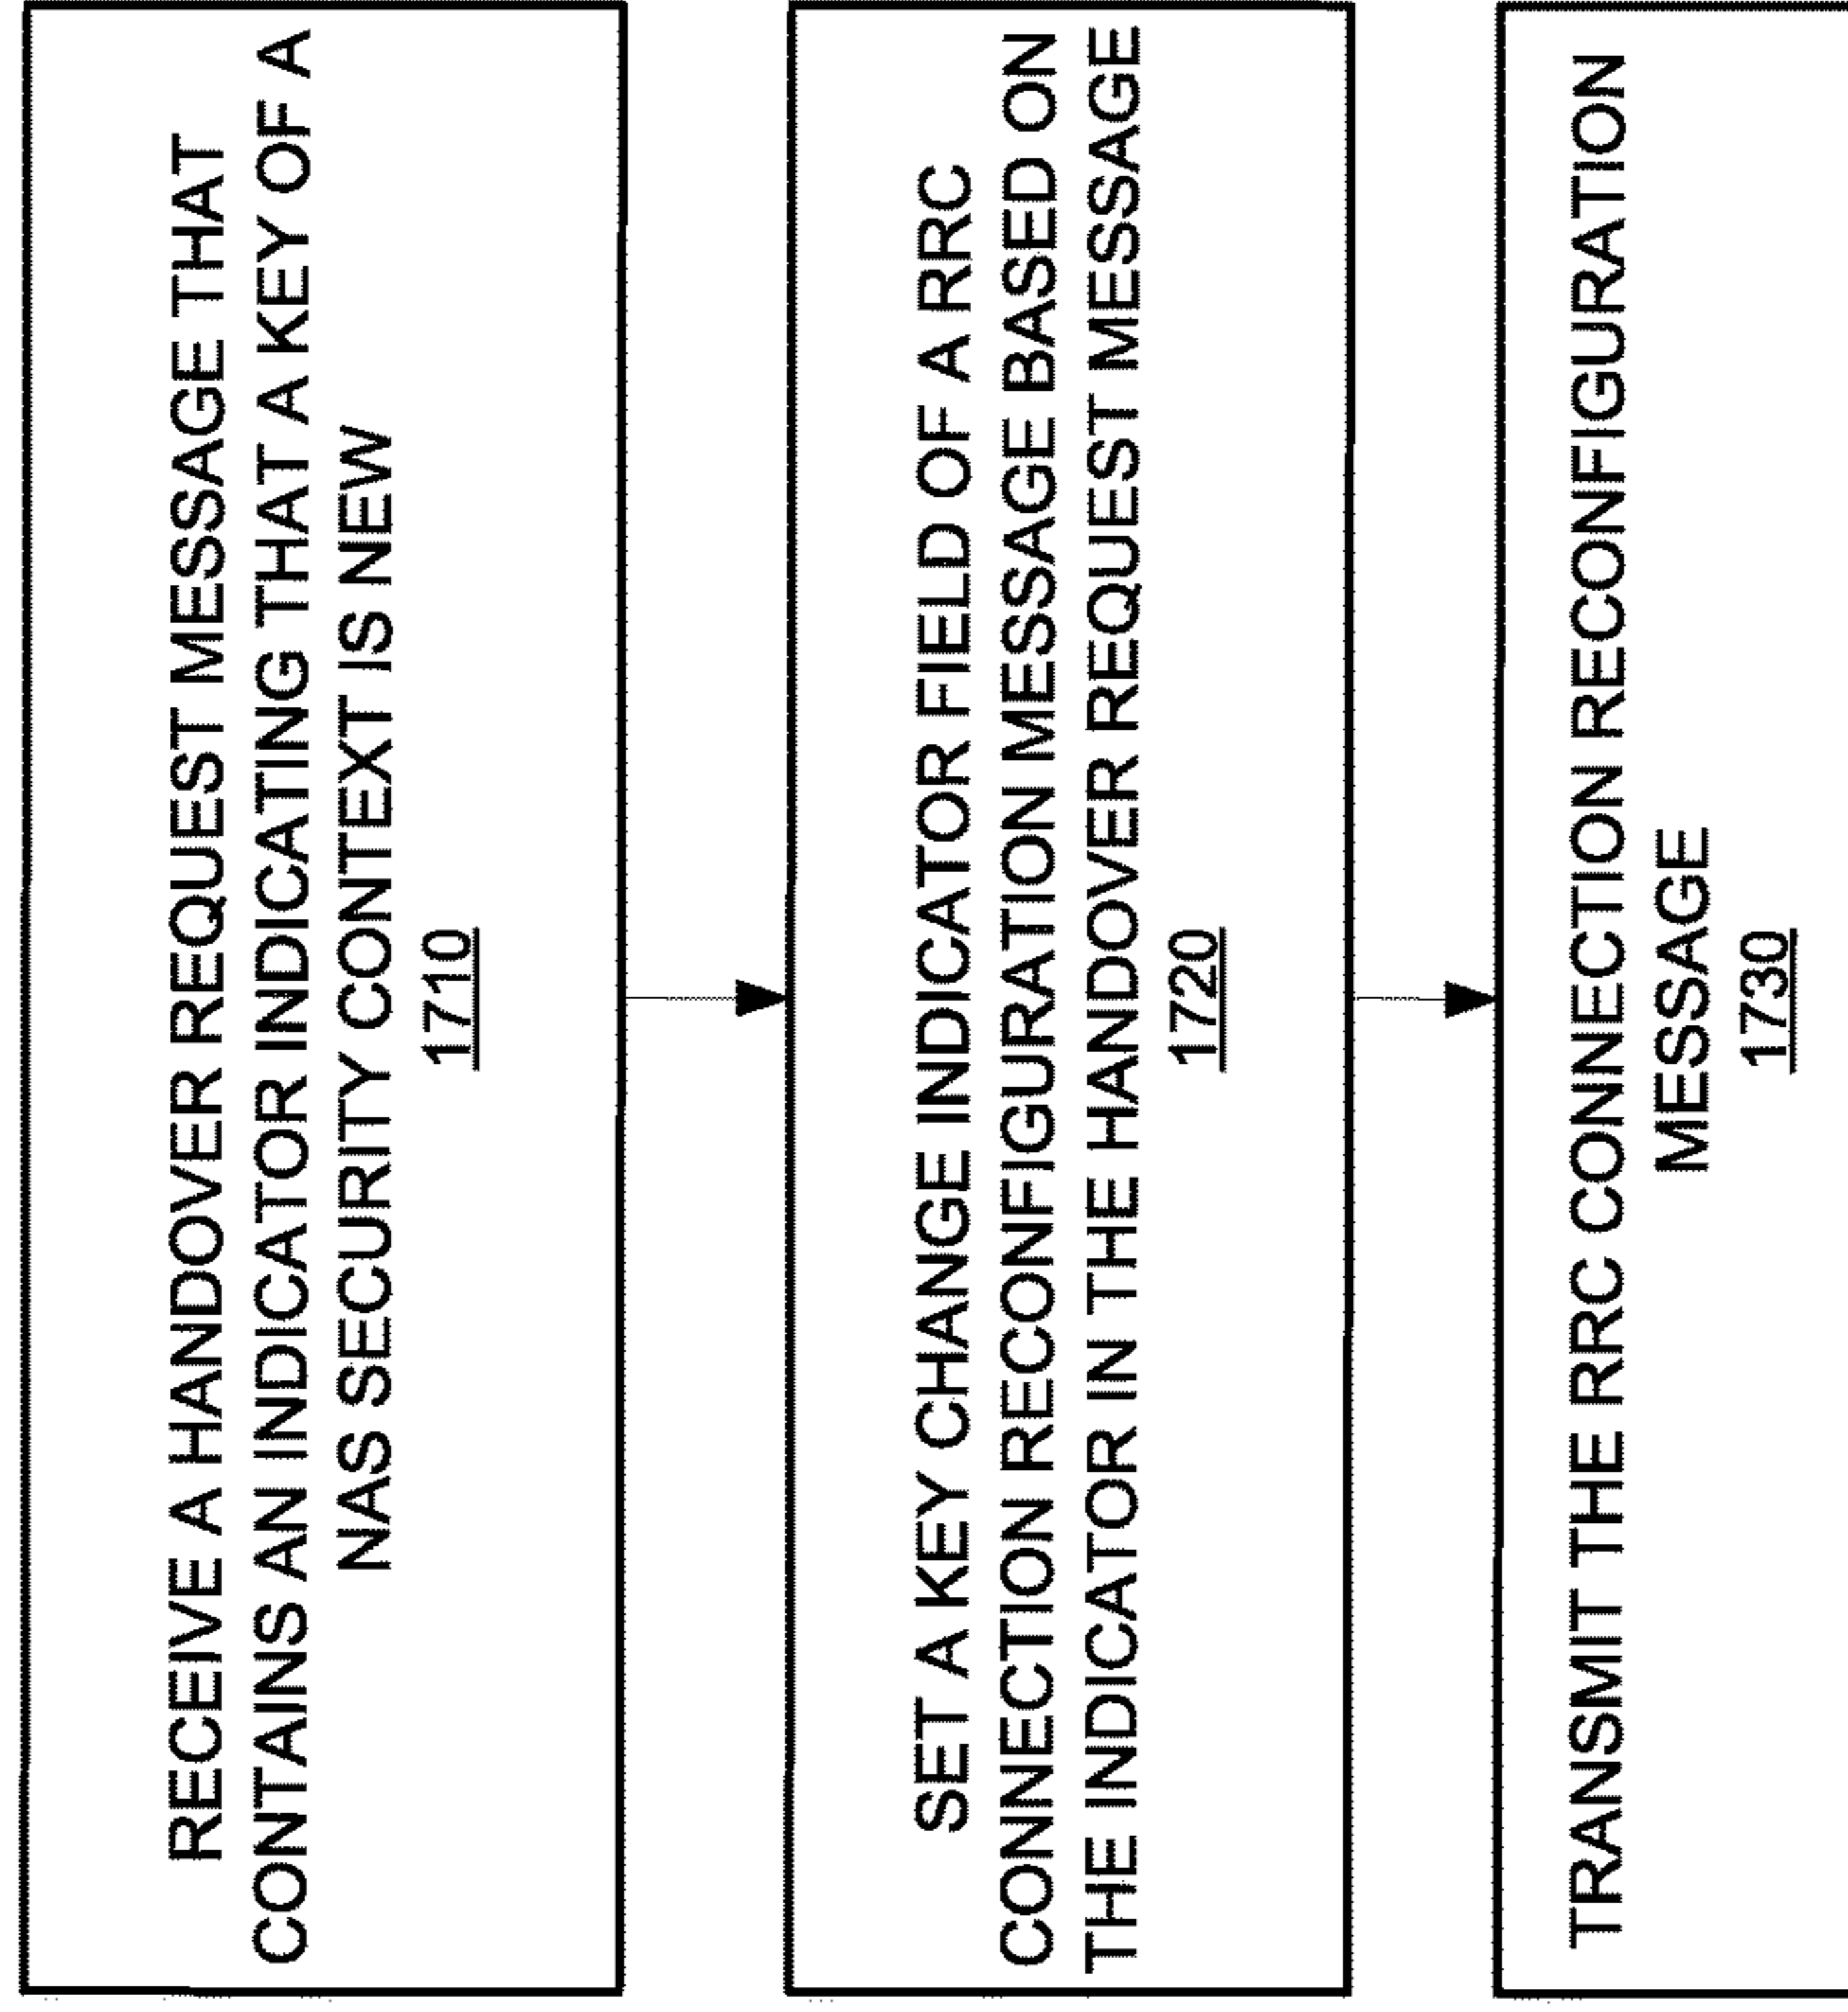 RECEIVE A HANDOVER REQUEST MESSAGE THAT
CONTAINS AN INDICATOR INDICATING THAT A KEY OF A
NAS SECURITY CONTEXT IS NEW
1710
SET A KEY CHANGE INDICATOR FIELD OF A RRC
CONNECTION RECONFIGURATION MESSAGE BASED ON
THE INDICATOR IN THE HANDOVER REQUEST MESSAGE
1720
TRANSMIT THE RRC CONNECTION RECONFIGURATION
MESSAGE
1730